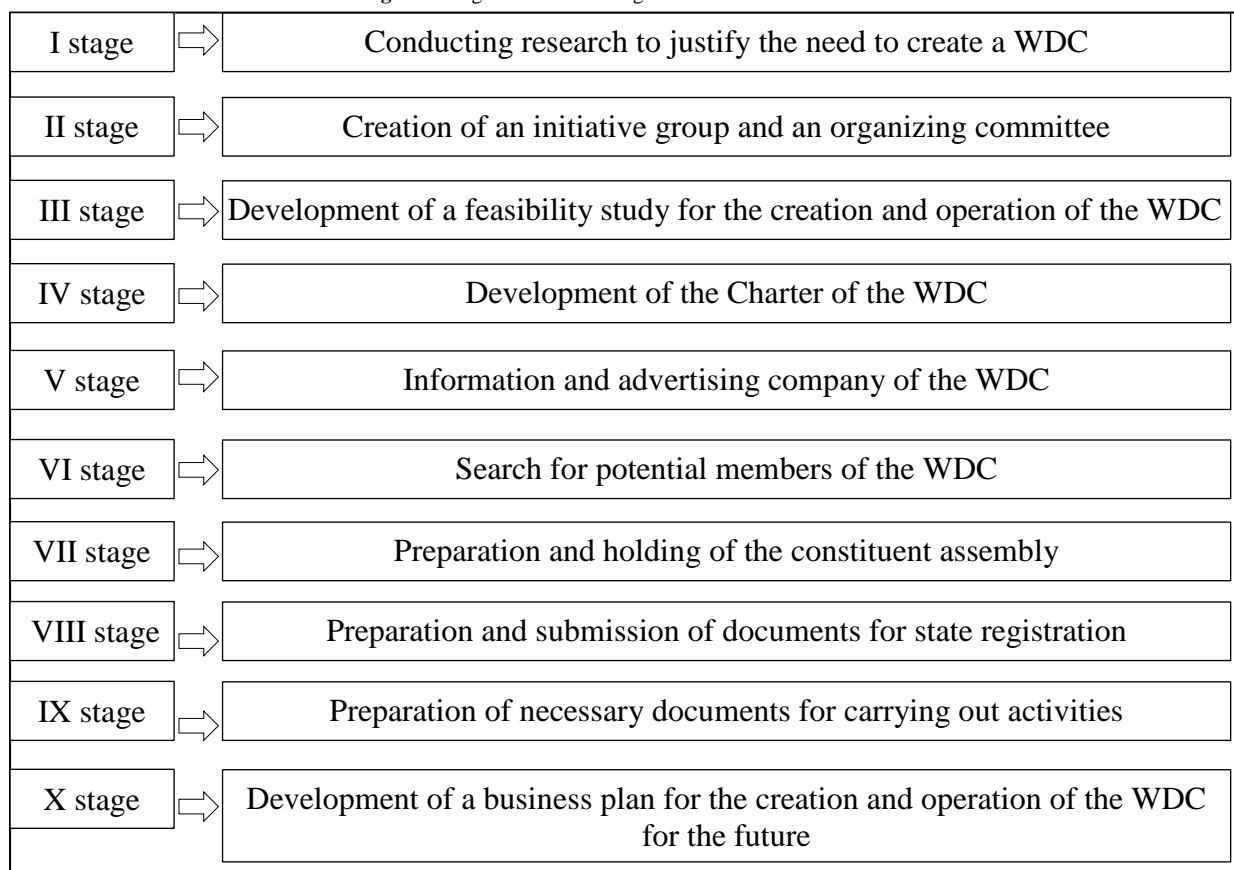 I stage
Conducting research to justify the need to create a WDC
II stage
Creation of an initiative group and an organizing committee
III stage
Development of a feasibility study for the creation and operation of the WDC
IV stage
Development of the Charter of the WDC
V stage
Information and advertising company of the WDC
VI stage
Search for potential members of the WDC
VII stage
Preparation and holding of the constituent assembly
VIII stage
Preparation and submission of documents for state registration
IX stage
Preparation of necessary documents for carrying out activities
X stage
Development of a business plan for the creation and operation of the WDC
for the future